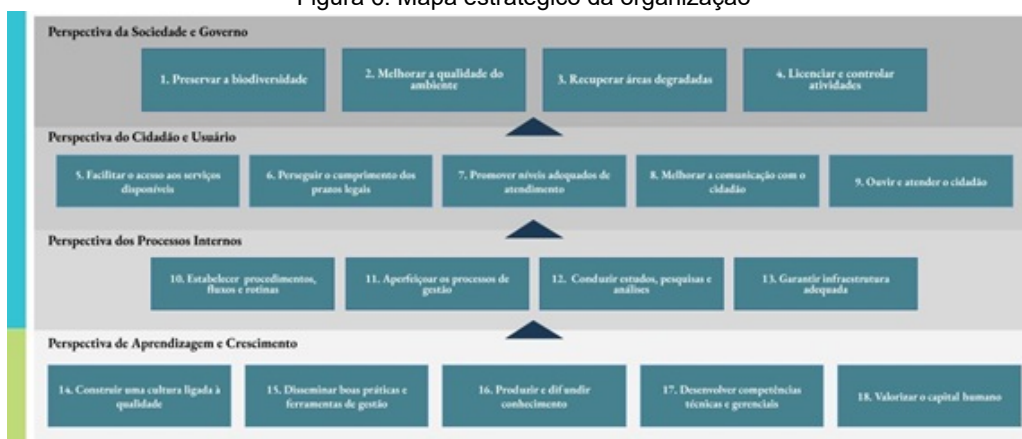 Figura 6. Mapa estratégico da organização
Perspectiva da Sociedade e Governo
1. Preservar a biodiversidade
2. Melhorar a qualidade do
ambiente
3. Recuperar áreas degradadas
4. Licenciar e controlar
atividades
Perspectiva do Cidadão e Usuário
5. Facilitar o acesso aos serviços
disponíveis
6. Perseguir o cumprimento dos
prazos legais
7. Promover níveis adequados de
atendimento
8. Melhorar a comunicação com o
cidadão
9. Ouvir e atender o cidadão
Perspectiva dos Processos Internos
10. Estabelecer procedimentos,
fluxos e rotinas
11. Aperfeiçoar os processos de
gestão
12. Conduzir estudos, pesquisas e
análises
13. Garantir infraestrutura
adequada
Perspectiva de Aprendizagem e Crescimento
14. Construir uma cultura ligada à
qualidade
15. Disseminar boas práticas e
ferramentas de gestão
16. Produzir e difundir
conhecimento
17. Desenvolver competências
técnicas e gerenciais
18. Valorizar o capital humano